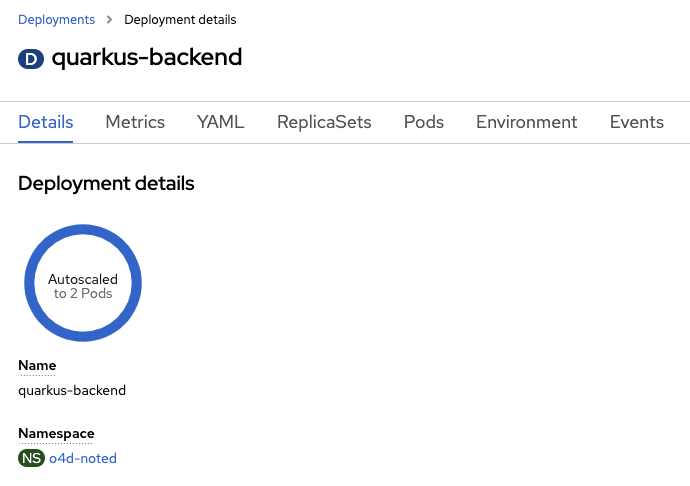 Deployments > Deployment details
D quarkus-backend
Details Metrics YAML ReplicaSets Pods Environment Events
Deployment details
Autoscaled
to 2 Pods
Name
quarkus-backend
Namespace
NS o4d-noted